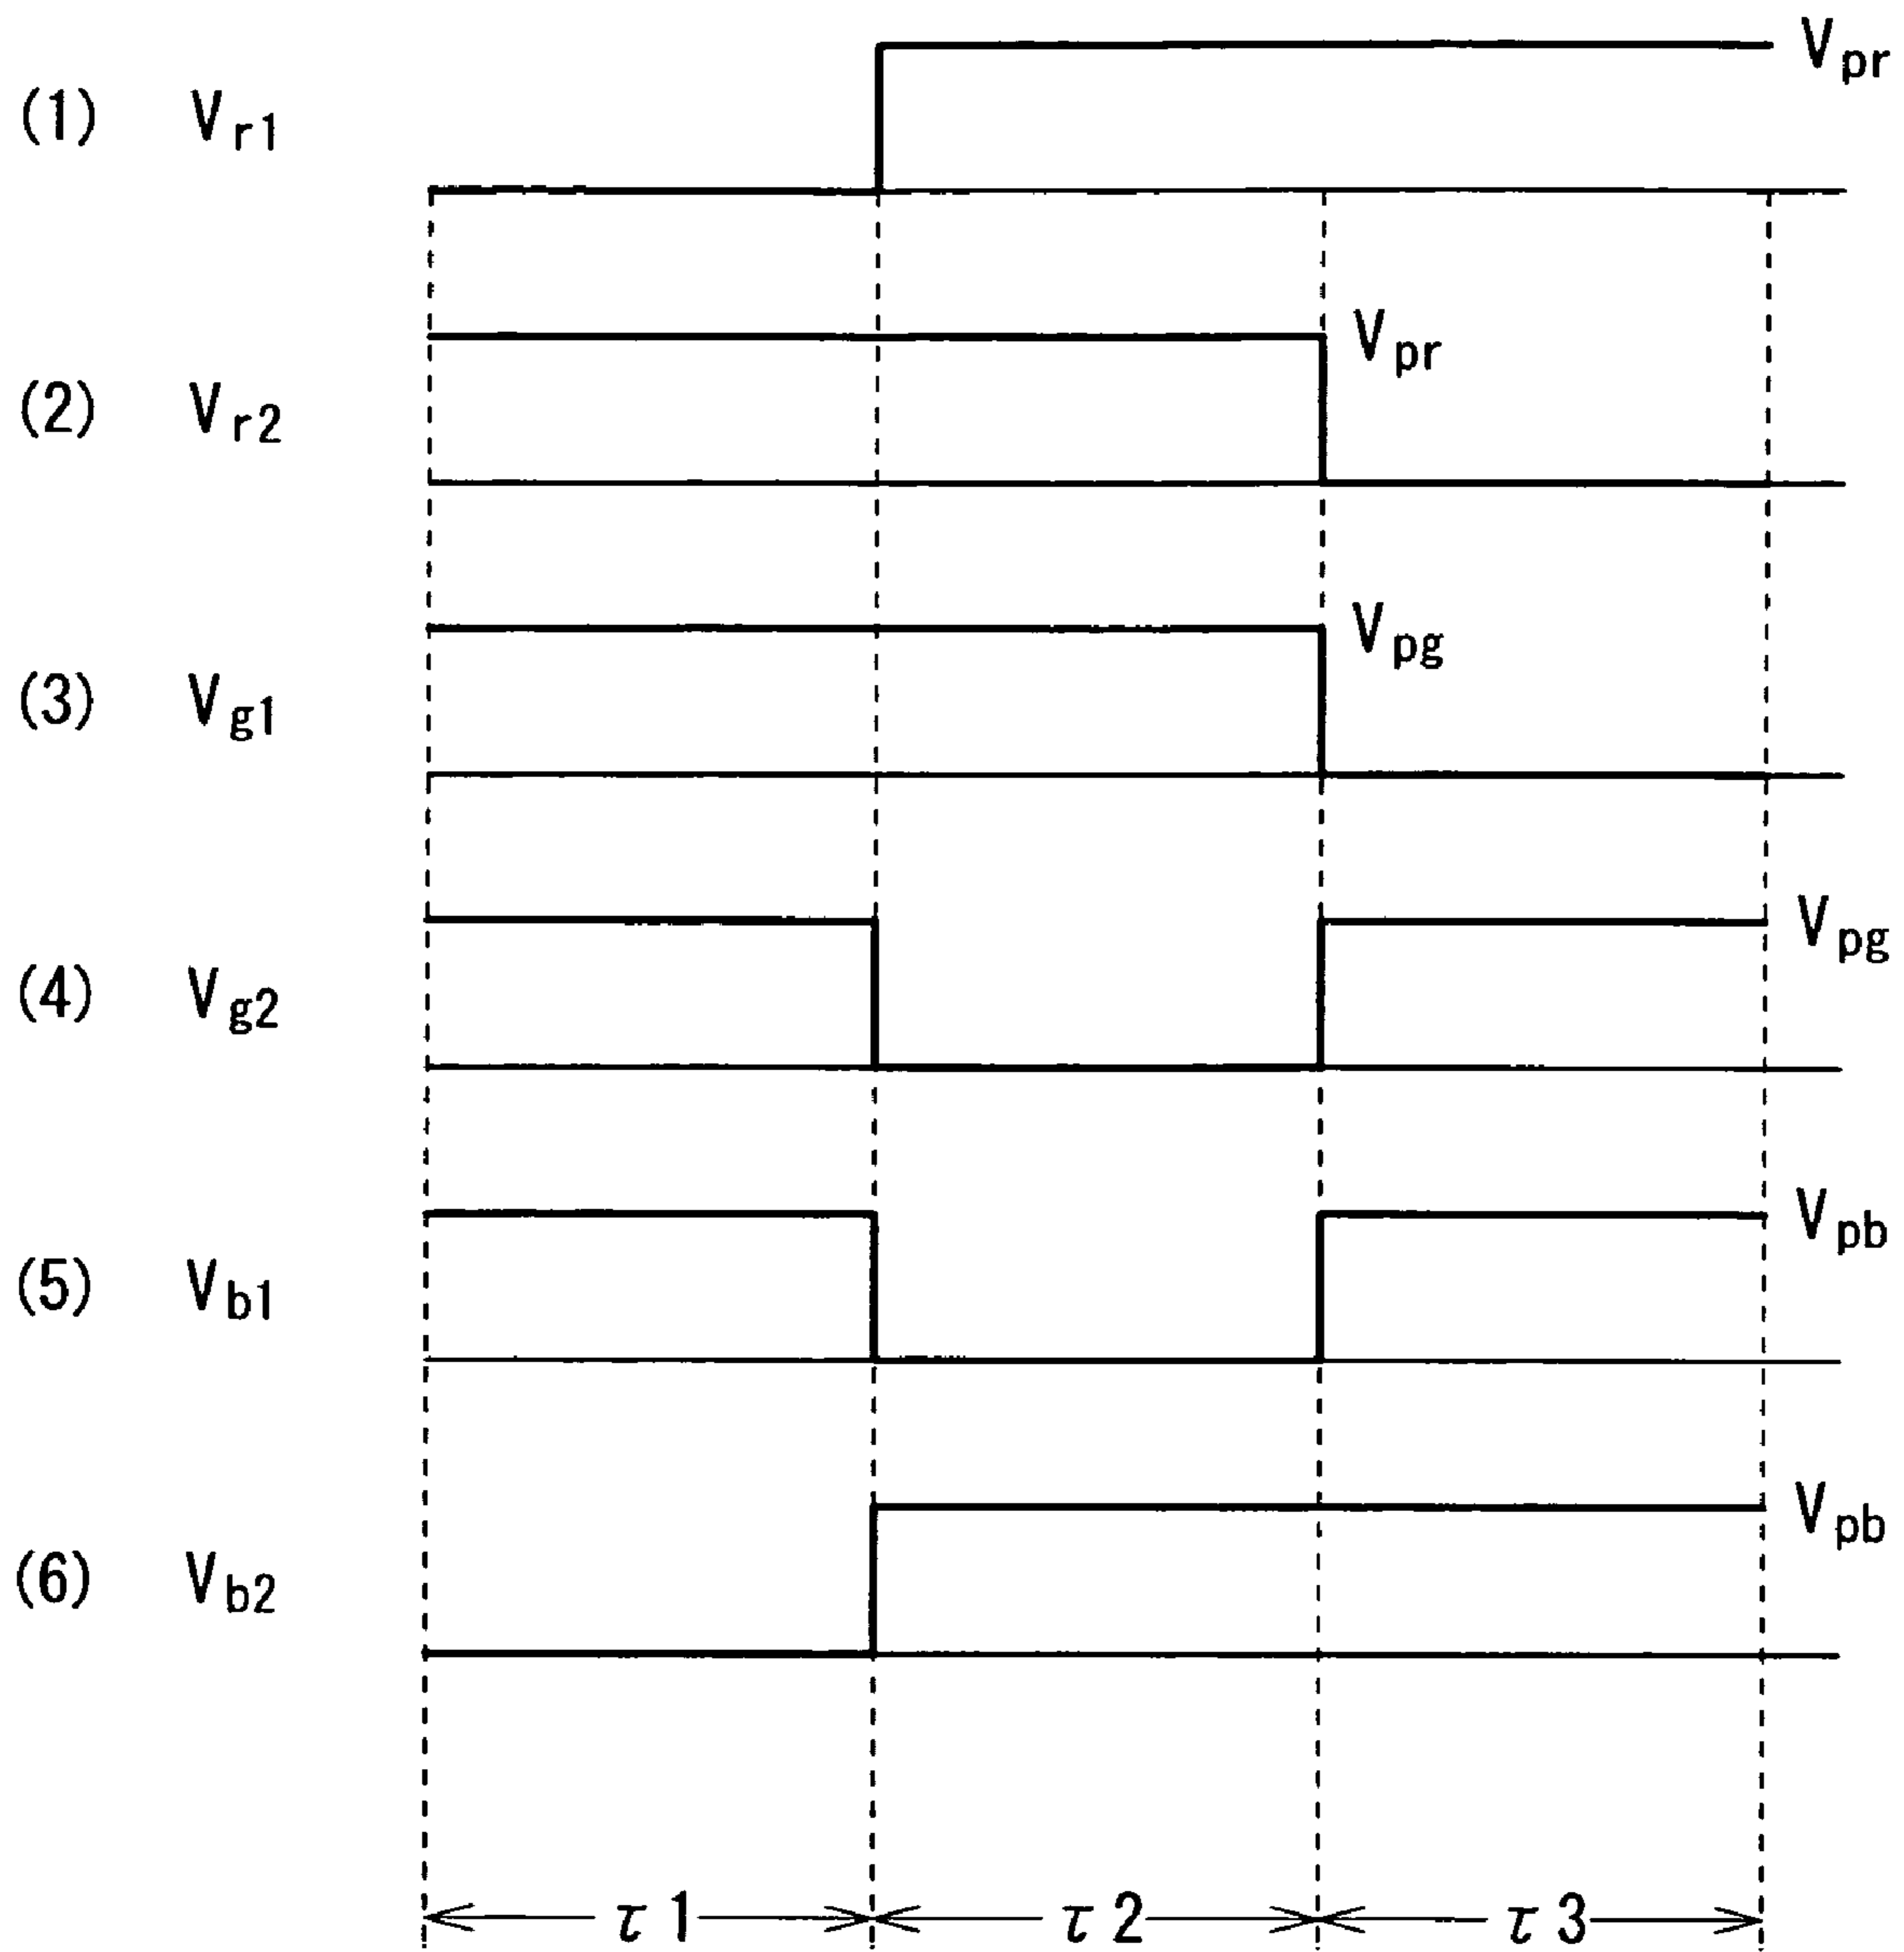 (1) Vr1 Vpr
(2) Vr2 Vpr
(3) Vg1 Vpg
(4) Vg2 Vpg
(5) Vb1 Vpb
(6) Vb2 Vpb
τ1 τ2 τ3